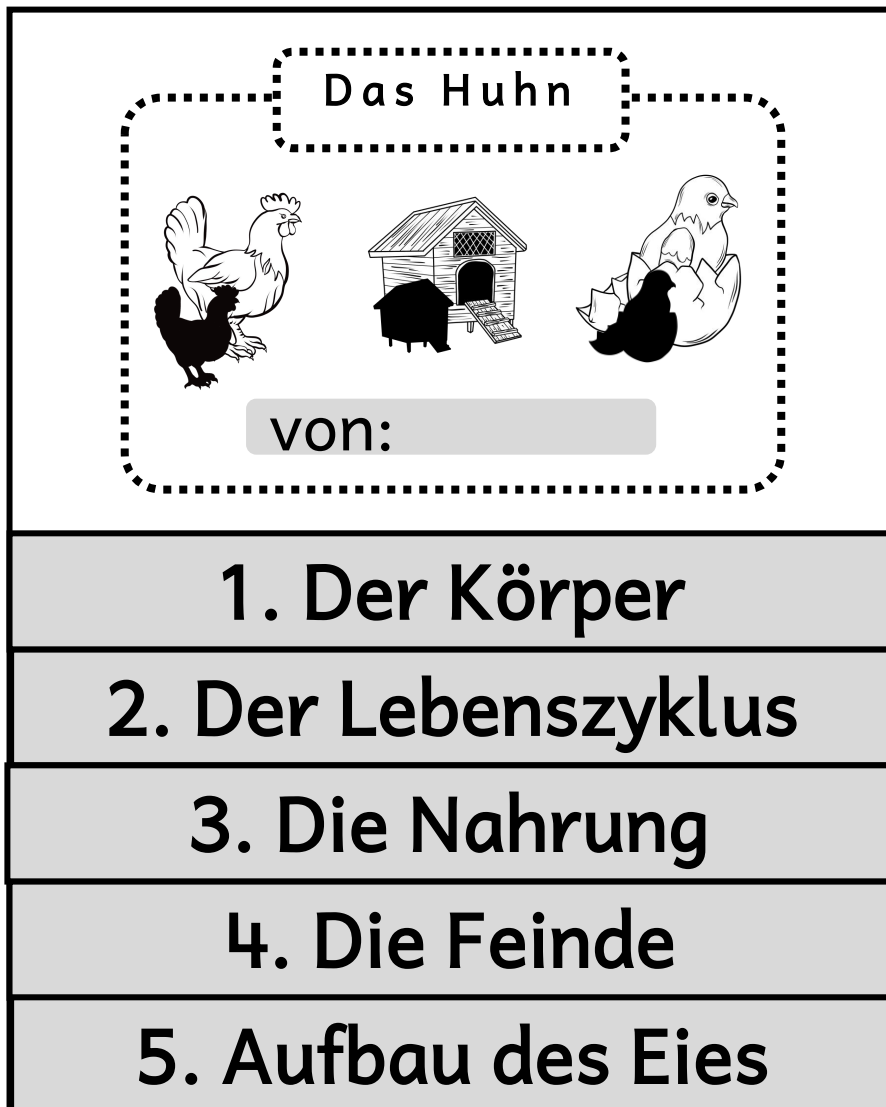 Das Huhn
von:
1. Der Körper
2. Der Lebenszyklus
3. Die Nahrung
4. Die Feinde
5. Aufbau des Eies